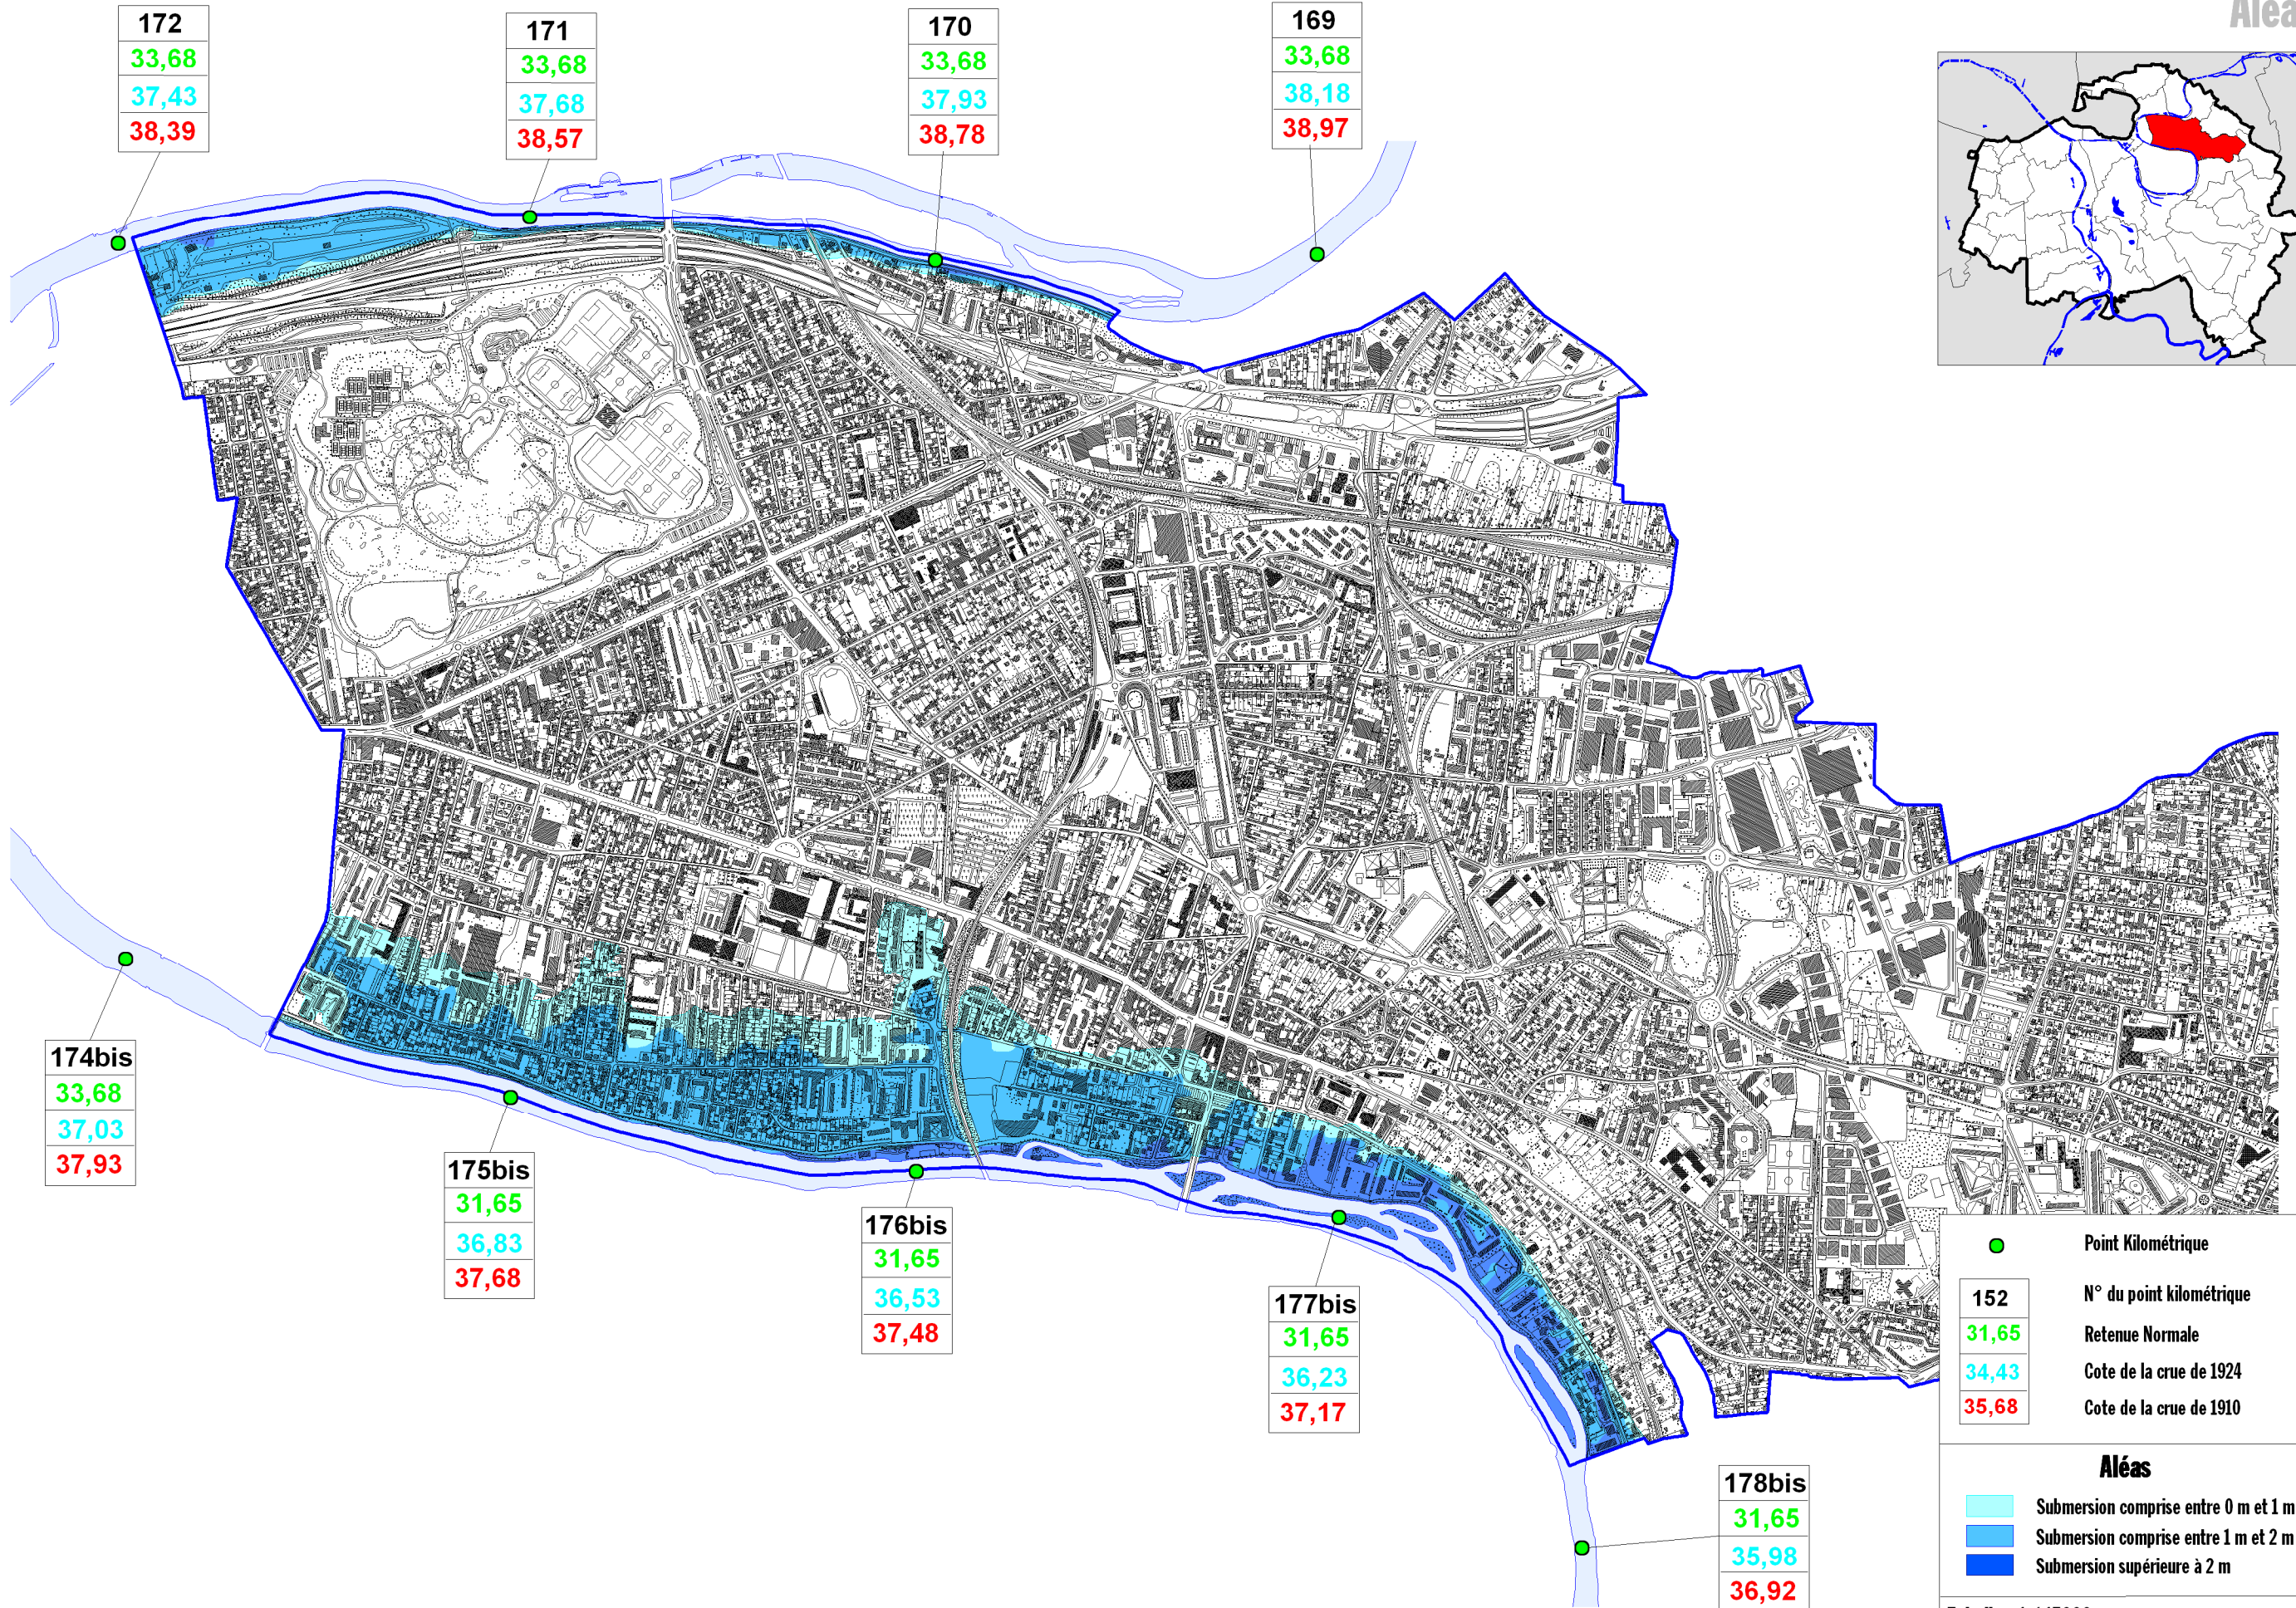 Aléa
172
33,68
37,43
38,39
171
33,68
37,68
38,57
170
33,68
37,93
38,78
169
33,68
38,18
38,97
174bis
33,68
37,03
37,93
175bis
31,65
36,83
37,68
176bis
31,65
36,53
37,48
177bis
31,65
36,23
37,17
178bis
31,65
35,98
36,92
Point Kilométrique
152
N° du point kilométrique
31,65
Retenue Normale
34,43
Cote de la crue de 1924
35,68
Cote de la crue de 1910
Aléas
Submersion comprise entre 0 m et 1 m
Submersion comprise entre 1 m et 2 m
Submersion supérieure à 2 m